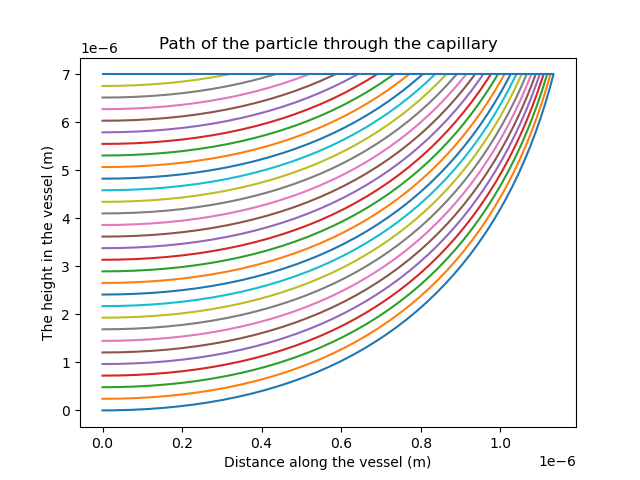 Path of the particle through the capillary
1e−6
7
6
5
4
3
2
1
0
The height in the vessel (m)
0.0 0.2 0.4 0.6 0.8 1.0
Distance along the vessel (m)
1e−6